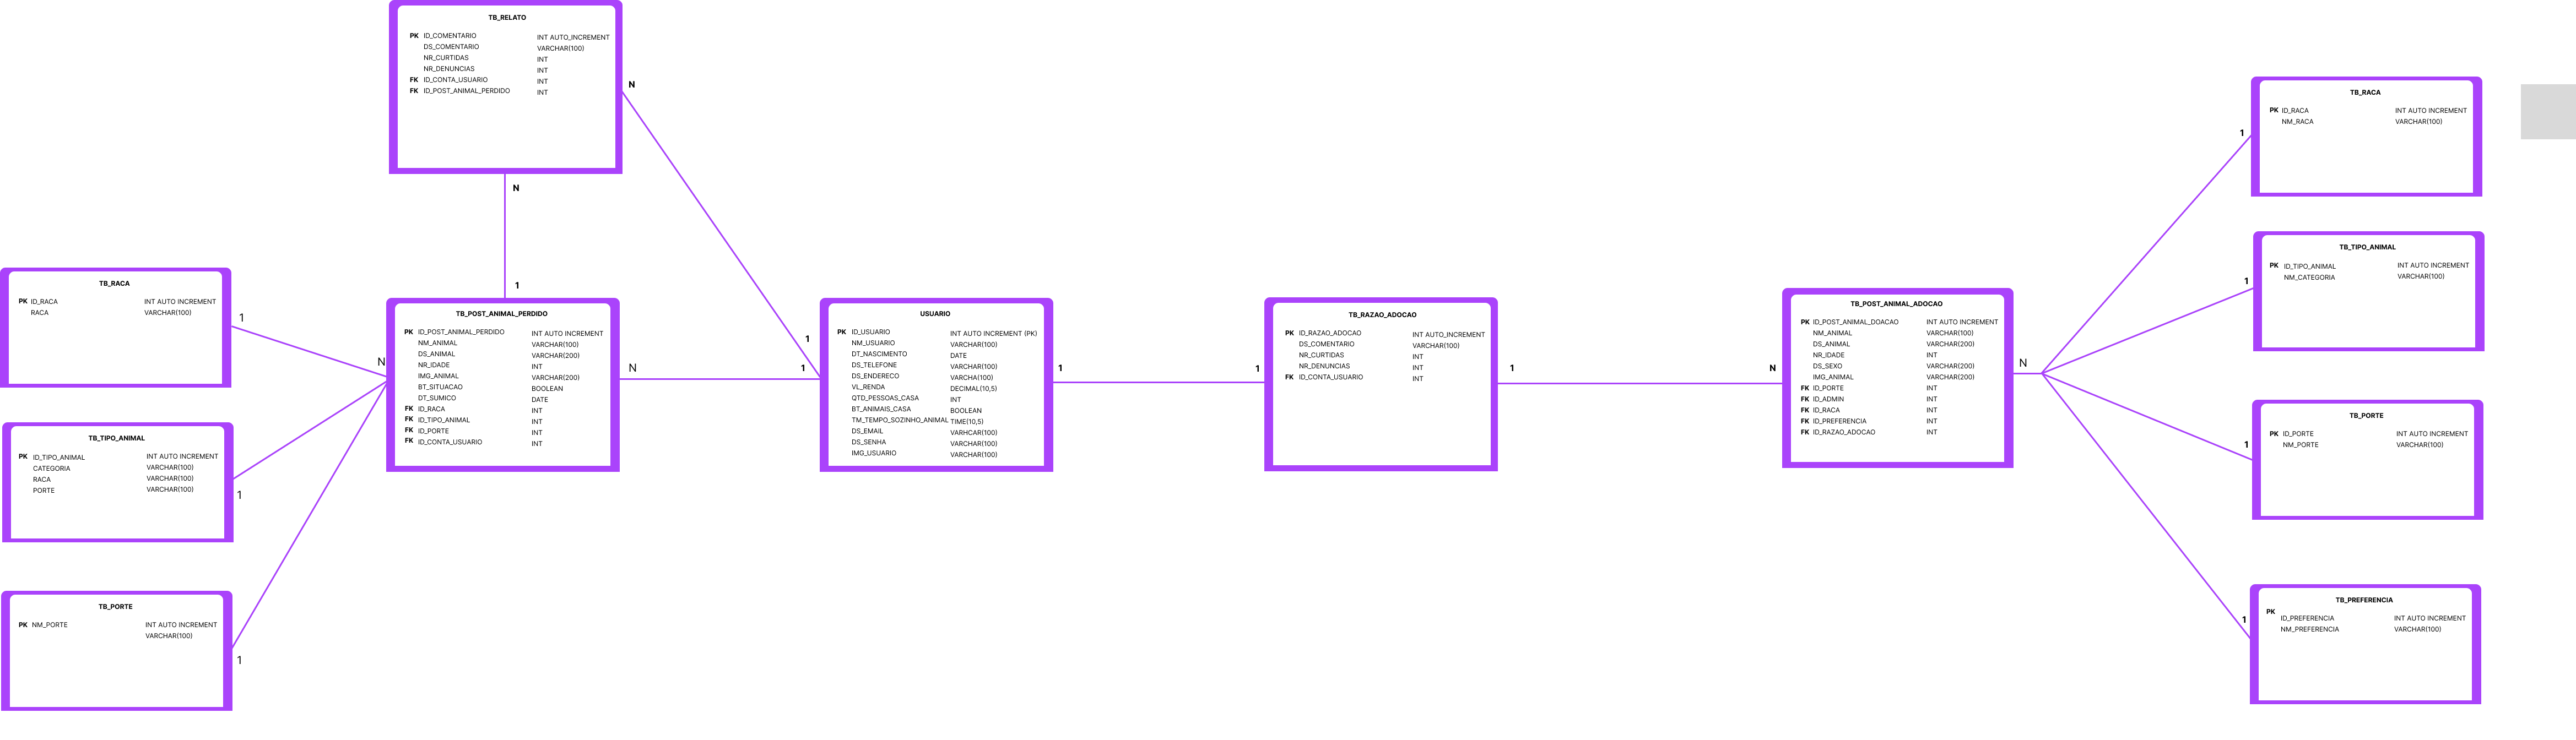 TB_RELATO
PK ID_COMENTARIO INT AUTO_INCREMENT
DS_COMENTARIO VARCHAR(100)
NR_CURTIDAS INT
NR_DENUNCIAS INT
FK ID_CONTA_USUARIO INT
FK ID_POST_ANIMAL_PERDIDO INT
N
N
1
TB_RACA
PK ID_RACA INT AUTO INCREMENT
RACA VARCHAR(100)
1
TB_TIPO_ANIMAL
PK ID_TIPO_ANIMAL INT AUTO INCREMENT
CATEGORIA VARCHAR(100)
RACA VARCHAR(100)
PORTE VARCHAR(100)
1
TB_PORTE
PK NM_PORTE INT AUTO INCREMENT
VARCHAR(100)
1
N
TB_POST_ANIMAL_PERDIDO
PK ID_POST_ANIMAL_PERDIDO INT AUTO INCREMENT
NM_ANIMAL VARCHAR(100)
DS_ANIMAL VARCHAR(200)
NR_IDADE INT
IMG_ANIMAL VARCHAR(200)
BT_SITUACAO BOOLEAN
DT_SUMICO DATE
FK ID_RACA INT
FK ID_TIPO_ANIMAL INT
FK ID_PORTE INT
FK ID_CONTA_USUARIO INT
N
1
1
USUARIO
PK ID_USUARIO INT AUTO INCREMENT (PK)
NM_USUARIO VARCHAR(100)
DT_NASCIMENTO DATE
DS_TELEFONE VARCHAR(100)
DS_ENDERECO VARCHA(100)
VL_RENDA DECIMAL(10,5)
QTD_PESSOAS_CASA INT
BT_ANIMAIS_CASA BOOLEAN
TM_TEMPO_SOZINHO_ANIMAL TIME(10,5)
DS_EMAIL VARHCAR(100)
DS_SENHA VARCHAR(100)
IMG_USUARIO VARCHAR(100)
1
1
TB_RAZAO_ADOCAO
PK ID_RAZAO_ADOCAO INT AUTO_INCREMENT
DS_COMENTARIO VARCHAR(100)
NR_CURTIDAS INT
NR_DENUNCIAS INT
FK ID_CONTA_USUARIO INT
1
N
TB_POST_ANIMAL_ADOCAO
PK ID_POST_ANIMAL_DOACAO INT AUTO INCREMENT
NM_ANIMAL VARCHAR(100)
DS_ANIMAL VARCHAR(200)
NR_IDADE INT
DS_SEXO VARCHAR(200)
IMG_ANIMAL VARCHAR(200)
FK ID_PORTE INT
FK ID_ADMIN INT
FK ID_RACA INT
FK ID_PREFERENCIA INT
FK ID_RAZAO_ADOCAO INT
N
1
TB_RACA
PK ID_RACA INT AUTO INCREMENT
NM_RACA VARCHAR(100)
1
TB_TIPO_ANIMAL
PK ID_TIPO_ANIMAL INT AUTO INCREMENT
NM_CATEGORIA VARCHAR(100)
1
TB_PORTE
PK ID_PORTE INT AUTO INCREMENT
NM_PORTE VARCHAR(100)
1
TB_PREFERENCIA
PK
ID_PREFERENCIA INT AUTO INCREMENT
NM_PREFERENCIA VARCHAR(100)